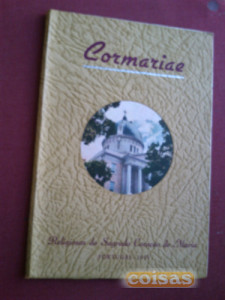 Cormariae
Religiosas do Sagrado Coração de Maria
coisas